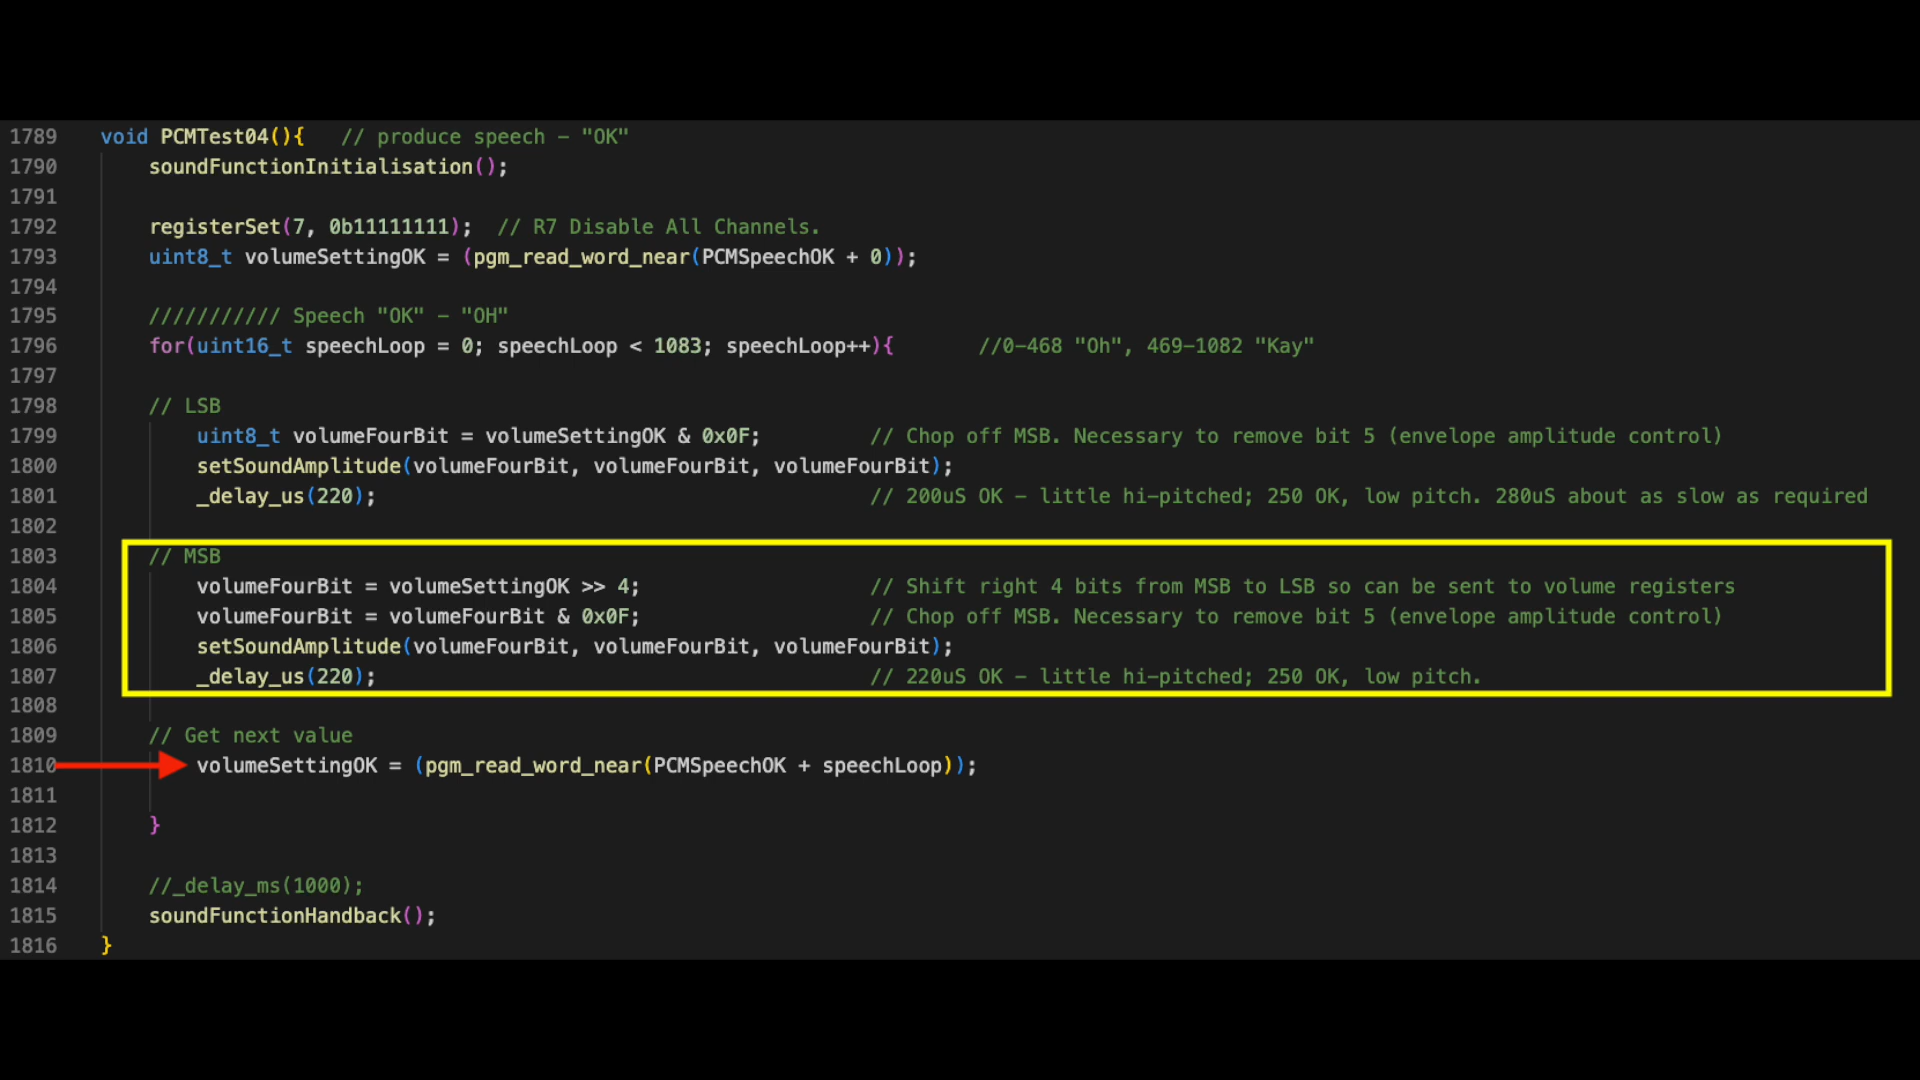 1789 void PCMTest04(){   // produce speech – "OK"
1790     soundFunctionInitialisation();
1791
1792     registerSet(7, 0b11111111);  // R7 Disable All Channels.
1793     uint8_t volumeSettingOK = (pgm_read_word_near(PCMSpeechOK + 0));
1794
1795     /////////// Speech "OK" – "OH"
1796     for(uint16_t speechLoop = 0; speechLoop < 1083; speechLoop++){       //0–468 "Oh", 469–1082 "Kay"
1797
1798     // LSB
1799         uint8_t volumeFourBit = volumeSettingOK & 0x0F;         // Chop off MSB. Necessary to remove bit 5 (envelope amplitude control)
1800         setSoundAmplitude(volumeFourBit, volumeFourBit, volumeFourBit);
1801         _delay_us(220);                                         // 200uS OK – little hi-pitched; 250 OK, low pitch. 280uS about as slow as required
1802
1803     // MSB
1804         volumeFourBit = volumeSettingOK >> 4;                   // Shift right 4 bits from MSB to LSB so can be sent to volume registers
1805         volumeFourBit = volumeFourBit & 0x0F;                   // Chop off MSB. Necessary to remove bit 5 (envelope amplitude control)
1806         setSoundAmplitude(volumeFourBit, volumeFourBit, volumeFourBit);
1807         _delay_us(220);                                         // 220uS OK – little hi-pitched; 250 OK, low pitch.
1808
1809     // Get next value
1810         volumeSettingOK = (pgm_read_word_near(PCMSpeechOK + speechLoop));
1811
1812     }
1813
1814     //_delay_ms(1000);
1815     soundFunctionHandback();
1816 }